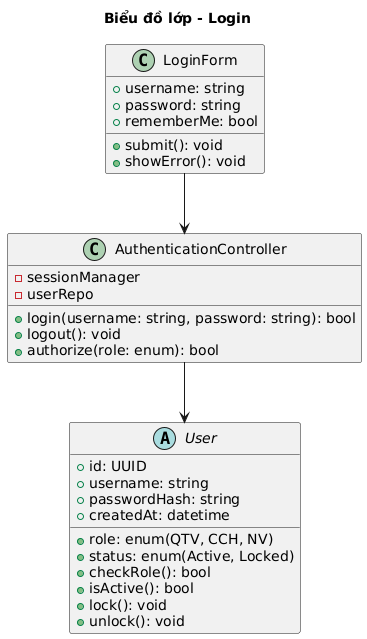 Biểu đồ lớp - Login
C LoginForm
username: string
password: string
rememberMe: bool
submit(): void
showError(): void
C AuthenticationController
sessionManager
userRepo
login(username: string, password: string): bool
logout(): void
authorize(role: enum): bool
A User
id: UUID
username: string
passwordHash: string
createdAt: datetime
role: enum(QTV, CCH, NV)
status: enum(Active, Locked)
checkRole(): bool
isActive(): bool
lock(): void
unlock(): void